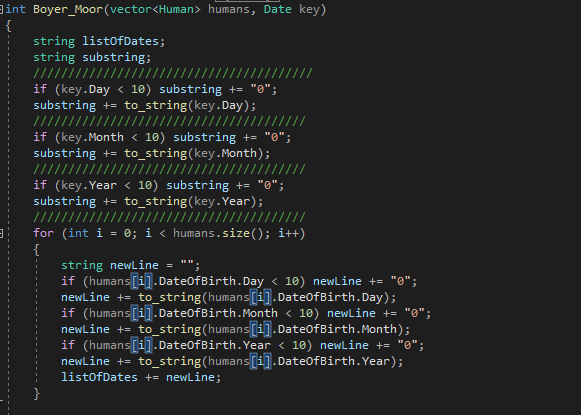 int Boyer_Moor(vector<Human> humans, Date key)
{
string listOfDates;
string substring;
////////////////////////////////////////
if (key.Day < 10) substring += "0";
substring += to_string(key.Day);
///////////////////////////////////////
if (key.Month < 10) substring += "0";
substring += to_string(key.Month);
///////////////////////////////////////
if (key.Year < 10) substring += "0";
substring += to_string(key.Year);
///////////////////////////////////////
for (int i = 0; i < humans.size(); i++)
{
string newLine = "";
if (humans[i].DateOfBirth.Day < 10) newLine += "0";
newLine += to_string(humans[i].DateOfBirth.Day);
if (humans[i].DateOfBirth.Month < 10) newLine += "0";
newLine += to_string(humans[i].DateOfBirth.Month);
if (humans[i].DateOfBirth.Year < 10) newLine += "0";
newLine += to_string(humans[i].DateOfBirth.Year);
listOfDates += newLine;
}